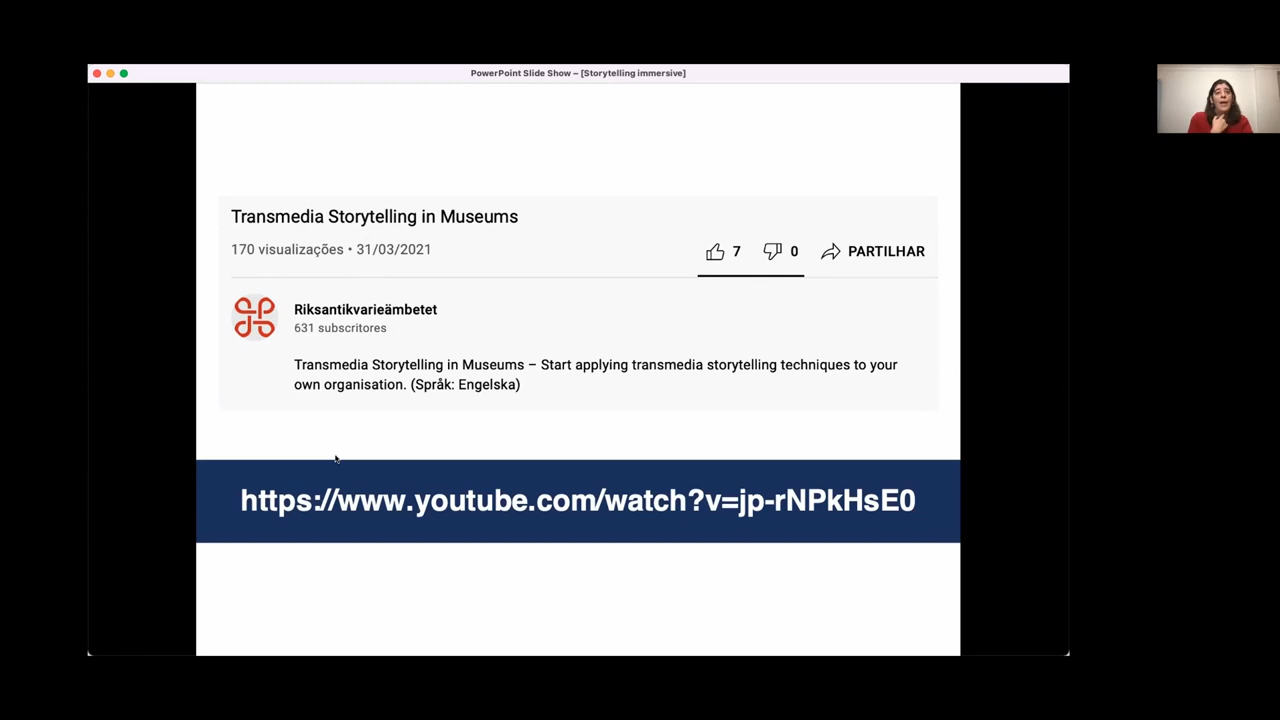 PowerPoint Slide Show – [Storytelling immersive]
Transmedia Storytelling in Museums
170 visualizações • 31/03/2021
7 0 PARTILHAR
Riksantikvarieämbetet
631 subscritores
Transmedia Storytelling in Museums – Start applying transmedia storytelling techniques to your
own organisation. (Språk: Engelska)
https://www.youtube.com/watch?v=jp-rNPkHsE0